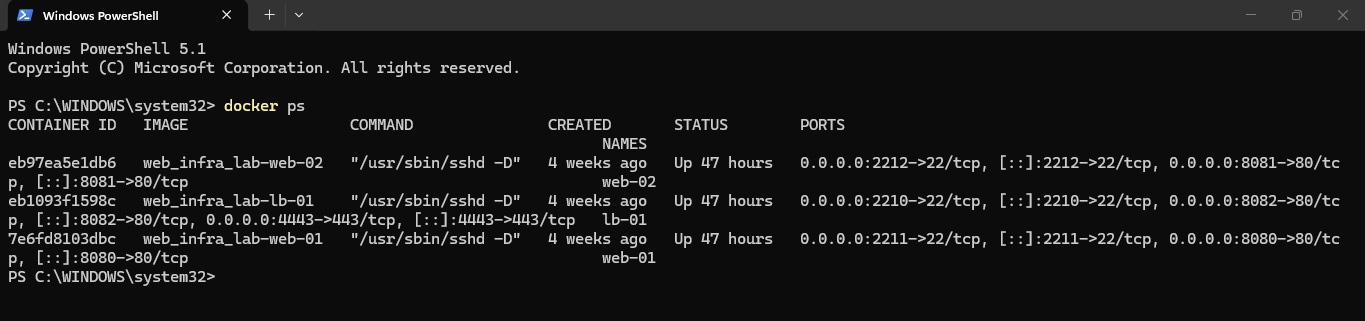 Windows PowerShell
Windows PowerShell 5.1
Copyright (C) Microsoft Corporation. All rights reserved.
PS C:\WINDOWS\system32> docker ps
CONTAINER ID   IMAGE                  COMMAND               CREATED       STATUS        PORTS
                                                                  NAMES
eb97ea5e1db6   web_infra_lab-web-02   "/usr/sbin/sshd -D"   4 weeks ago   Up 47 hours   0.0.0.0:2212->22/tcp, [::]:2212->22/tcp, 0.0.0.0:8081->80/tc
p, [::]:8081->80/tcp                                              web-02
eb1093f1598c   web_infra_lab-lb-01    "/usr/sbin/sshd -D"   4 weeks ago   Up 47 hours   0.0.0.0:2210->22/tcp, [::]:2210->22/tcp, 0.0.0.0:8082->80/tc
p, [::]:8082->80/tcp, 0.0.0.0:4443->443/tcp, [::]:4443->443/tcp   lb-01
7e6fd8103dbc   web_infra_lab-web-01   "/usr/sbin/sshd -D"   4 weeks ago   Up 47 hours   0.0.0.0:2211->22/tcp, [::]:2211->22/tcp, 0.0.0.0:8080->80/tc
p, [::]:8080->80/tcp                                              web-01
PS C:\WINDOWS\system32>